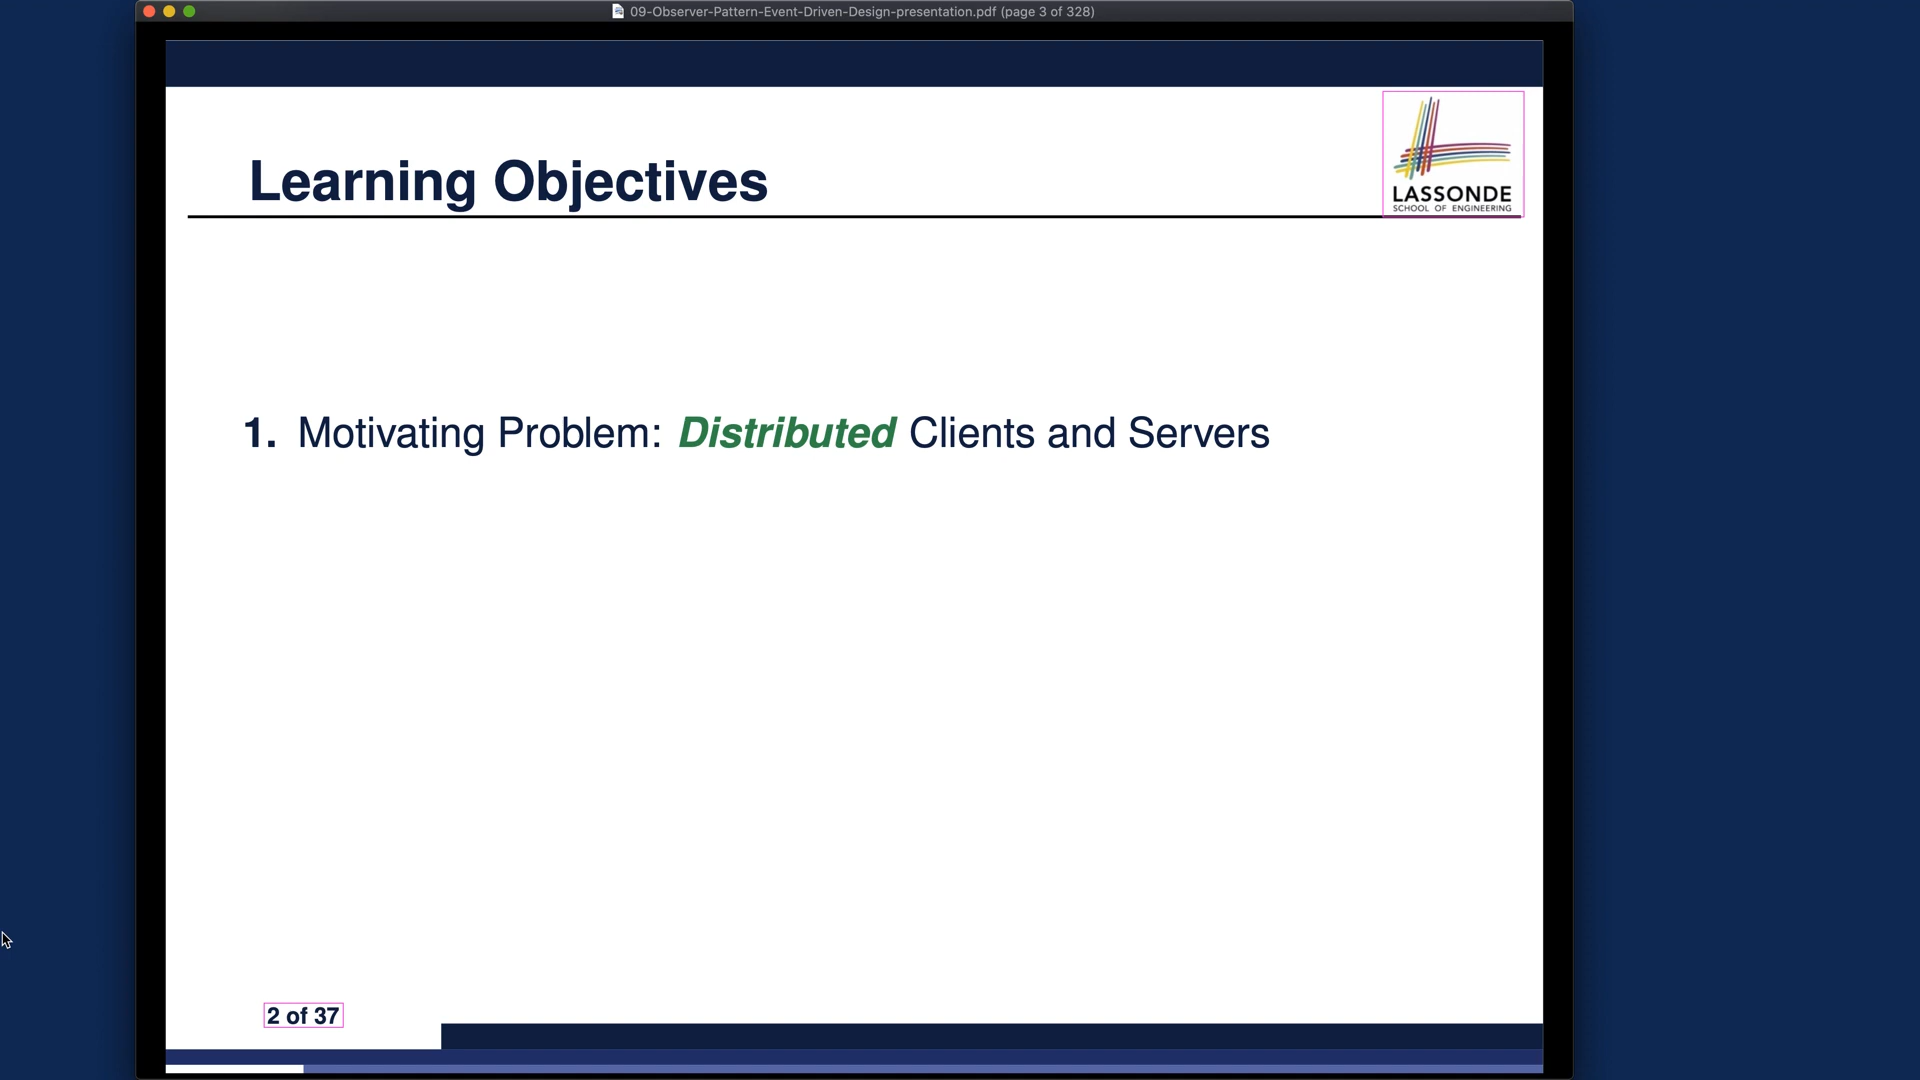 09-Observer-Pattern-Event-Driven-Design-presentation.pdf (page 3 of 328)
Learning Objectives
LASSONDE
SCHOOL OF ENGINEERING
1. Motivating Problem: Distributed Clients and Servers
2 of 37